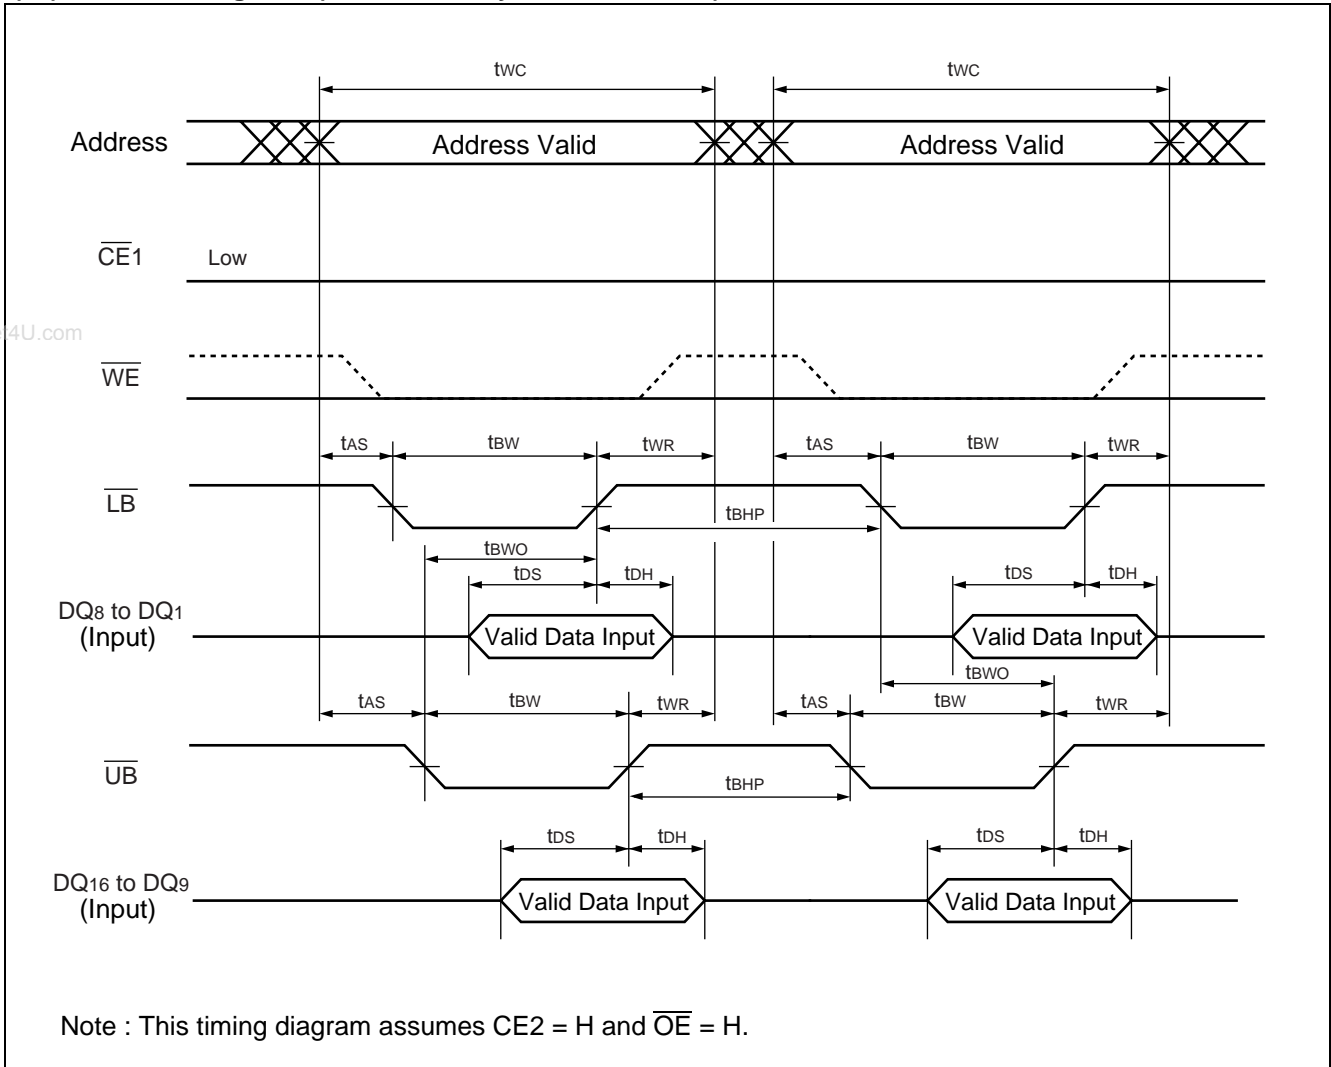 tWC tWC
Address Address Valid Address Valid
CE1 Low
4U.com
WE
tAS tBW tWR tAS tBW tWR
LB
tBHP
tBWO
tDS tDH tDS tDH
DQ8 to DQ1
(Input) Valid Data Input Valid Data Input
tBWO
tAS tBW tWR tAS tBW tWR
UB
tBHP
tDS tDH tDS tDH
DQ16 to DQ9
(Input) Valid Data Input Valid Data Input
Note : This timing diagram assumes CE2 = H and OE = H.